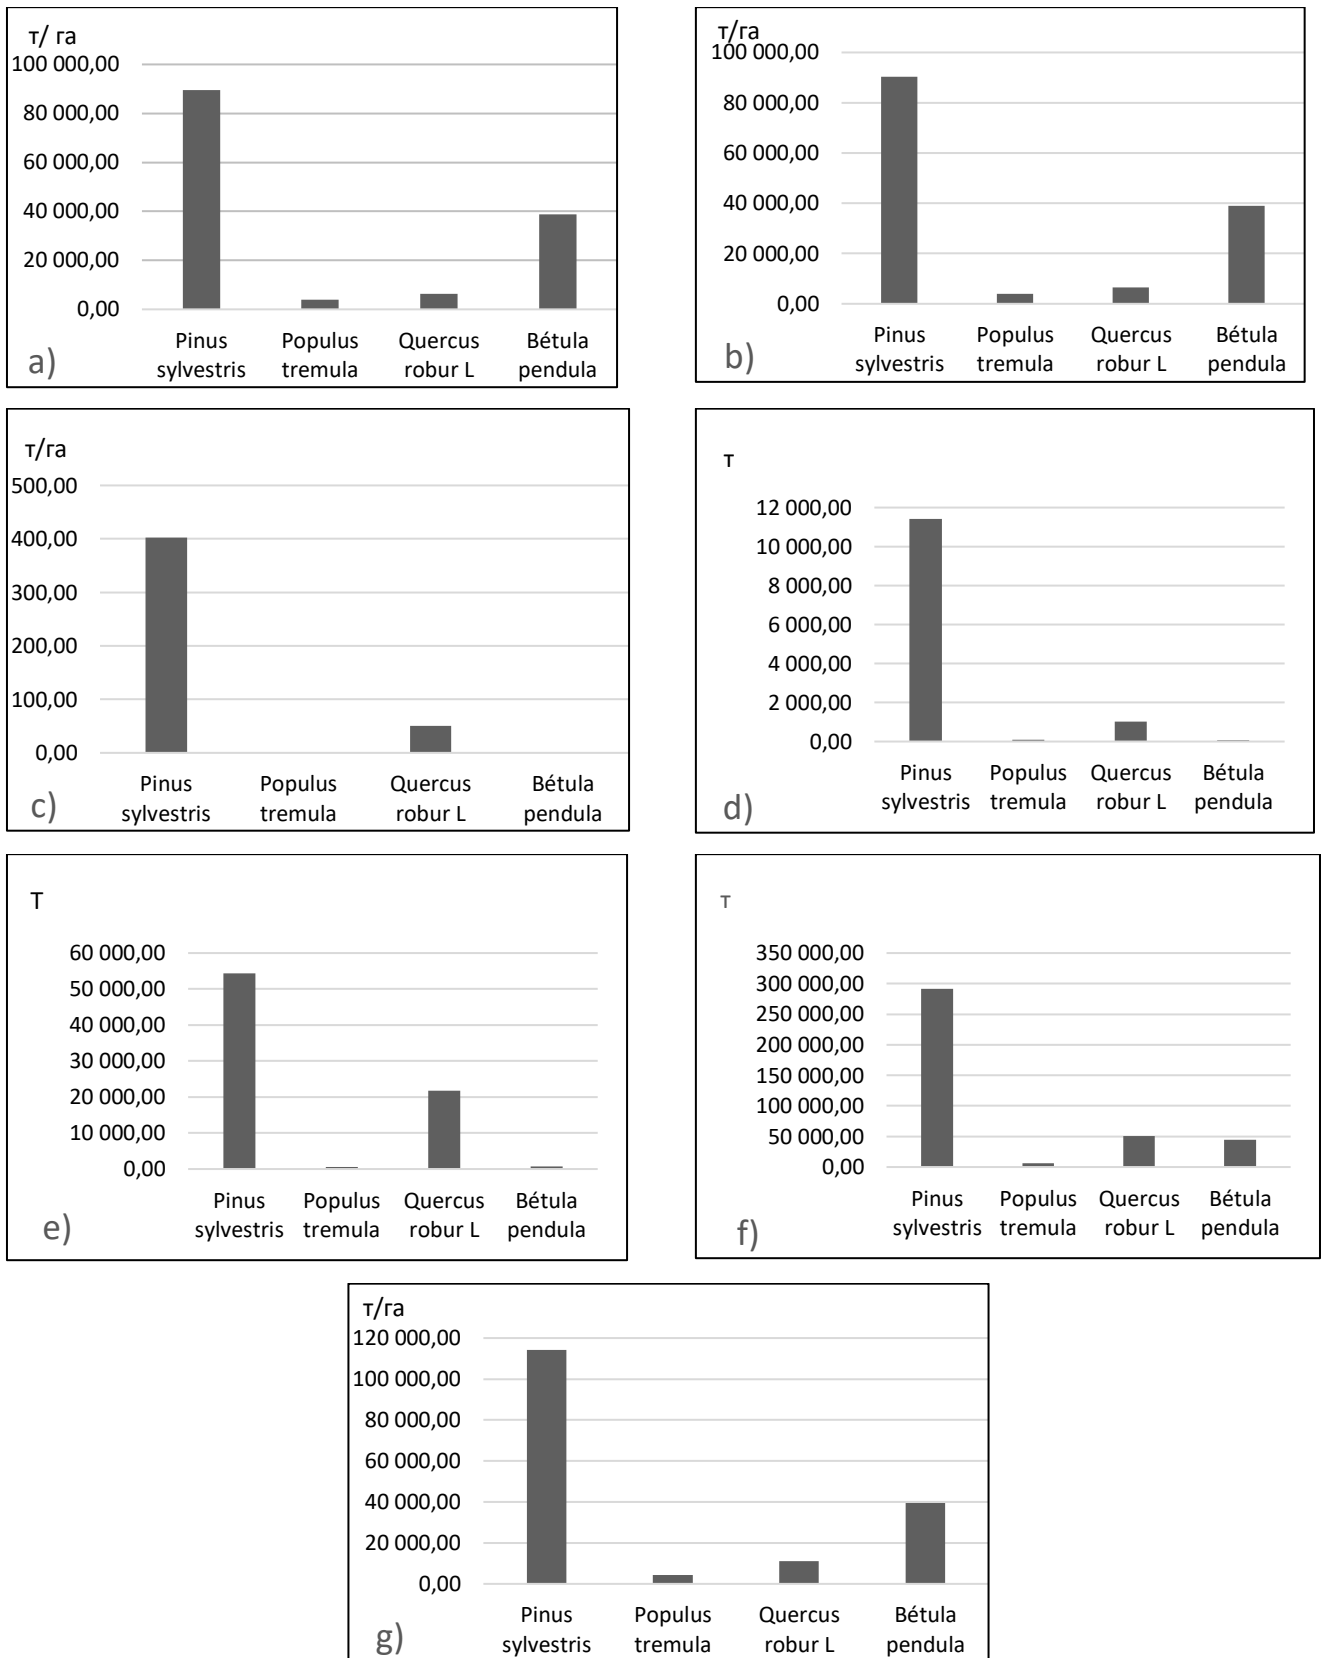 т/ га
100 000,00
80 000,00
60 000,00
40 000,00
20 000,00
0,00
Pinus sylvestris
Populus tremula
Quercus robur L
Bétula pendula
a)
т/га
100 000,00
80 000,00
60 000,00
40 000,00
20 000,00
0,00
Pinus sylvestris
Populus tremula
Quercus robur L
Bétula pendula
b)
т/га
500,00
400,00
300,00
200,00
100,00
0,00
Pinus sylvestris
Populus tremula
Quercus robur L
Bétula pendula
c)
т
12 000,00
10 000,00
8 000,00
6 000,00
4 000,00
2 000,00
0,00
Pinus sylvestris
Populus tremula
Quercus robur L
Bétula pendula
d)
Т
60 000,00
50 000,00
40 000,00
30 000,00
20 000,00
10 000,00
0,00
Pinus sylvestris
Populus tremula
Quercus robur L
Bétula pendula
e)
т
350 000,00
300 000,00
250 000,00
200 000,00
150 000,00
100 000,00
50 000,00
0,00
Pinus sylvestris
Populus tremula
Quercus robur L
Bétula pendula
f)
т/га
120 000,00
100 000,00
80 000,00
60 000,00
40 000,00
20 000,00
0,00
Pinus sylvestris
Populus tremula
Quercus robur L
Bétula pendula
g)